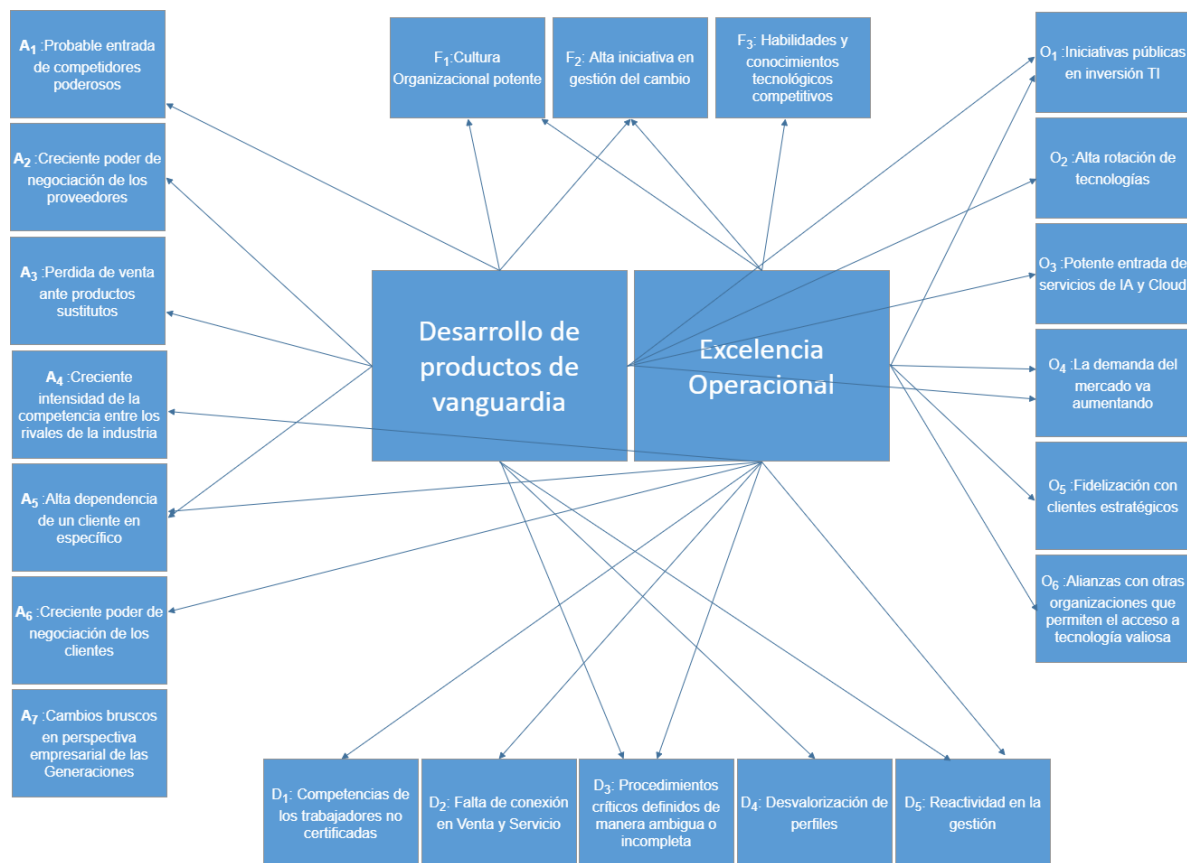 A1 :Probable entrada
de competidores
poderosos
F1:Cultura
Organizacional potente
F2: Alta iniciativa en
gestión del cambio
F3: Habilidades y
conocimientos
tecnológicos
competitivos
O1: Iniciativas públicas
en inversión TI
A2 :Creciente poder de
negociación de los
proveedores
O2 :Alta rotación de
tecnologías
A3 :Perdida de venta
ante productos
sustitutos
O3 :Potente entrada de
servicios de IA y Cloud
Desarrollo de
productos de
vanguardia
Excelencia
Operacional
A4 :Creciente
intensidad de la
competencia entre los
rivales de la industria
O4 :La demanda del
mercado va
aumentando
A5 :Alta dependencia
de un cliente en
específico
O5 :Fidelización con
clientes estratégicos
A6 :Creciente poder de
negociación de los
clientes
O6 :Alianzas con otras
organizaciones que
permiten el acceso a
tecnología valiosa
A7 :Cambios bruscos
en perspectiva
empresarial de las
Generaciones
D1: Competencias de
los trabajadores no
certificadas
D2: Falta de conexión
en Venta y Servicio
D3: Procedimientos
críticos definidos de
manera ambigua o
incompleta
D4: Desvalorización de
perfiles
D5: Reactividad en la
gestión